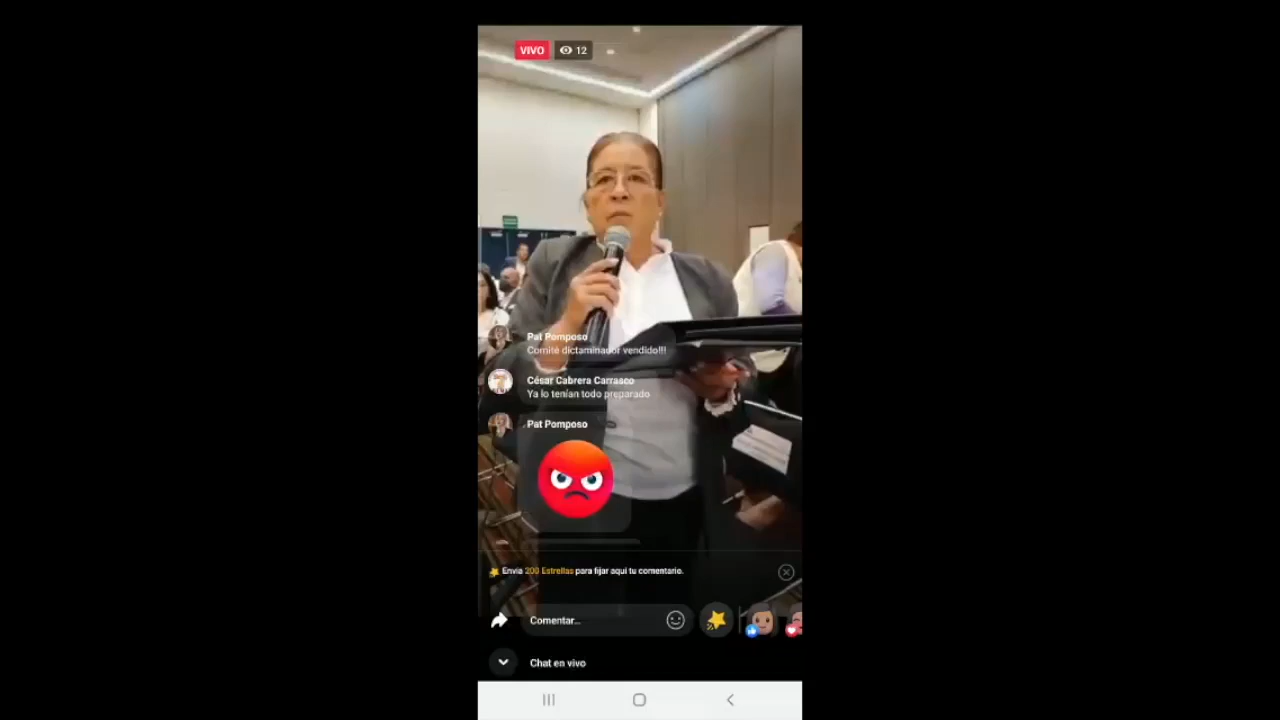 VIVO 12
Pat Pomposo
Comité dictaminador vendido!!!
César Cabrera Carrasco
Ya lo tenían todo preparado
Pat Pomposo
Envía 200 Estrellas para fijar aquí tu comentario.
Comentar...
Chat en vivo